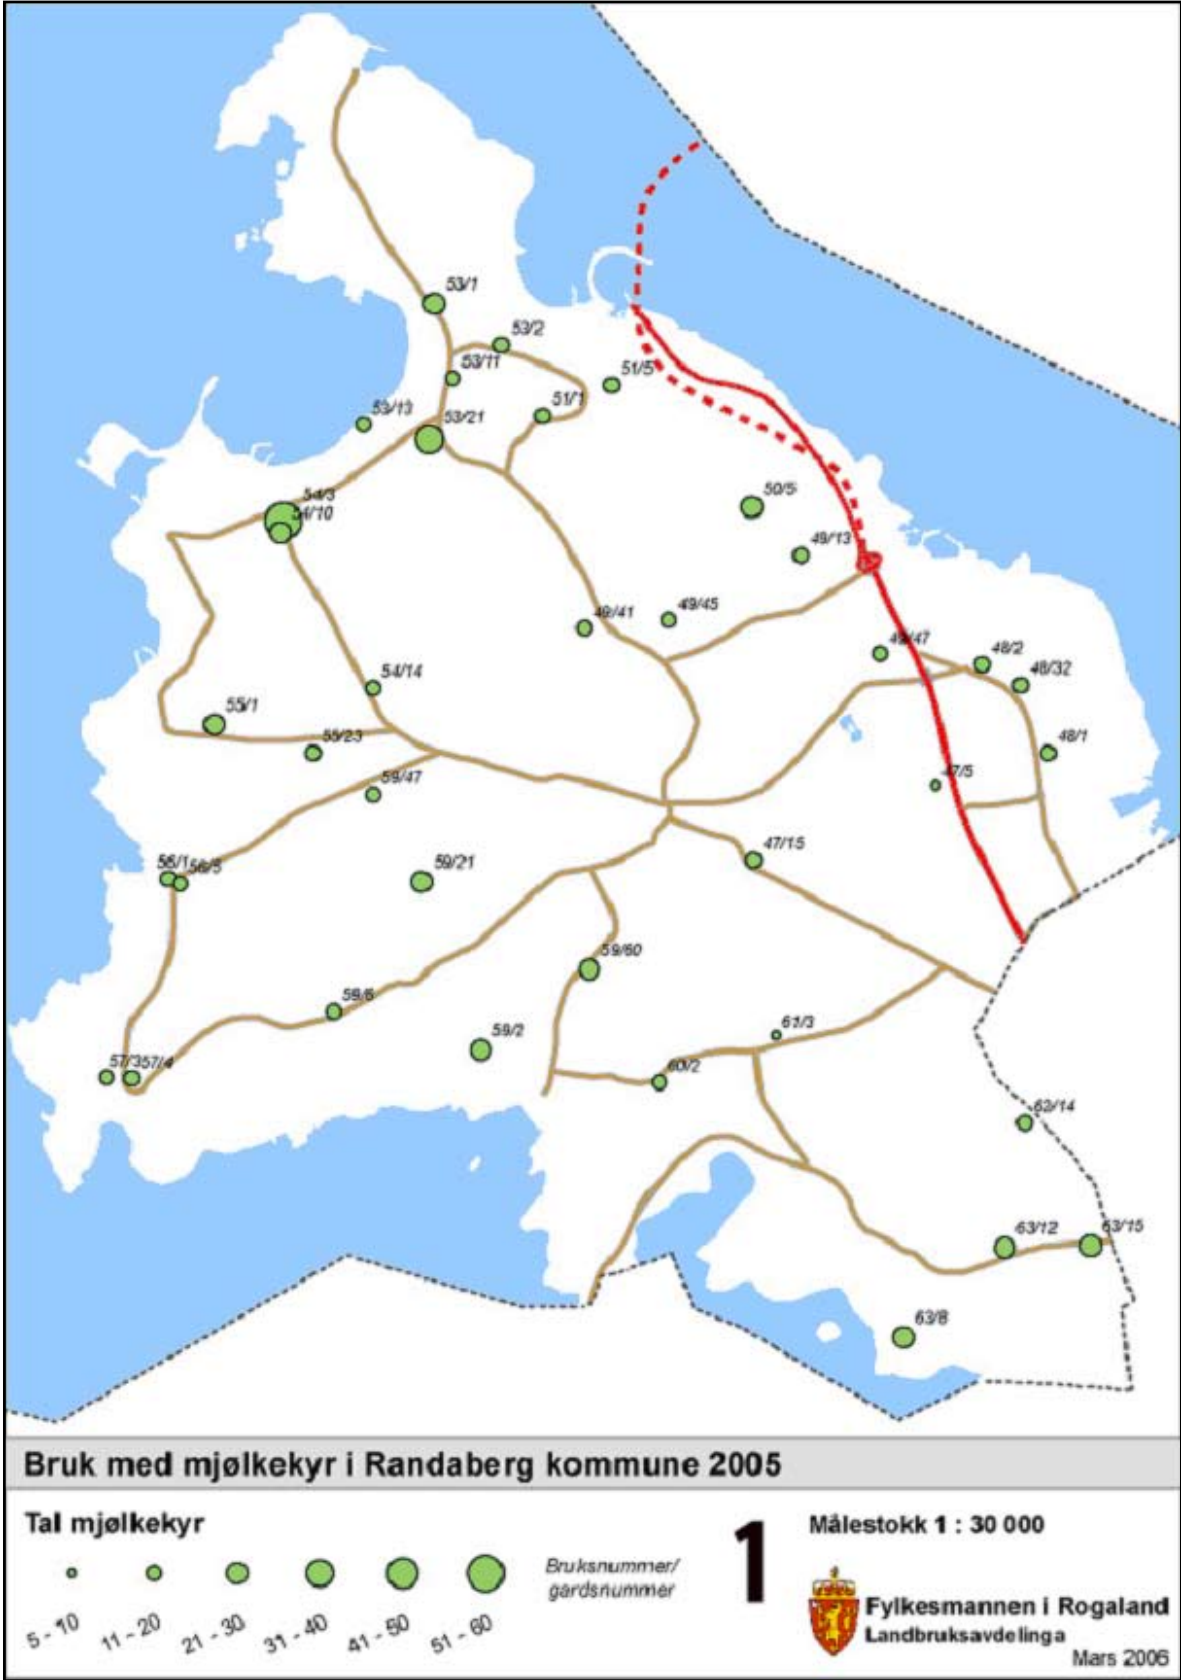 53/1
53/2
53/11
51/5
53/13
51/1
53/21
54/3
50/5
54/10
49/13
49/45
49/41
49/47
48/2
48/32
54/14
55/1
55/23
48/1
59/47
47/5
47/15
56/1
56/5
59/21
59/60
59/6
59/2
61/3
57/3
57/4
60/2
62/14
63/12
63/15
63/8
Bruk med mjølkekyr i Randaberg kommune 2005
Tal mjølkekyr
5 - 10
11 - 20
21 - 30
31 - 40
41 - 50
51 - 60
Bruksnummer/
gardsnummer
1
Målestokk 1 : 30 000
Fylkesmannen i Rogaland
Landbruksavdelinga
Mars 2006